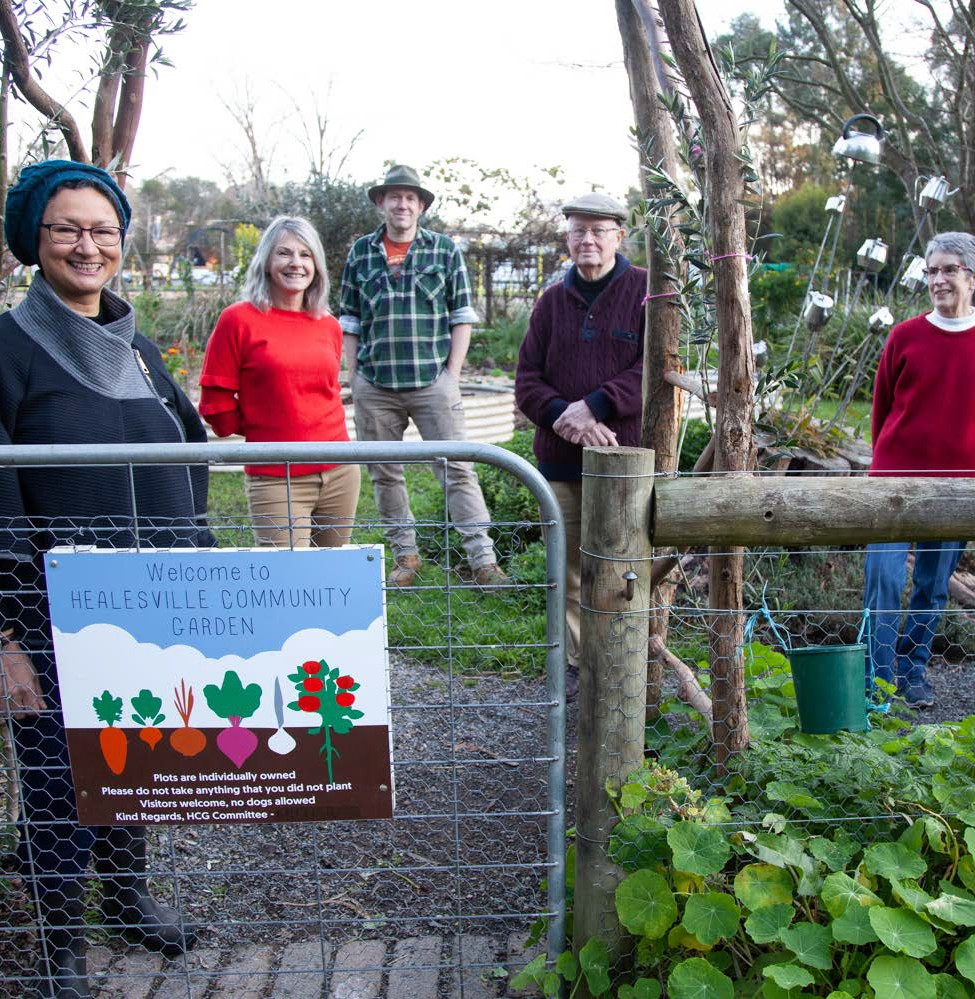 Welcome to
HEALESVILLE COMMUNITY
GARDEN
Plots are individually owned
Please do not take anything that you did not plant
Visitors welcome, no dogs allowed
Kind Regards, HCG Committee -